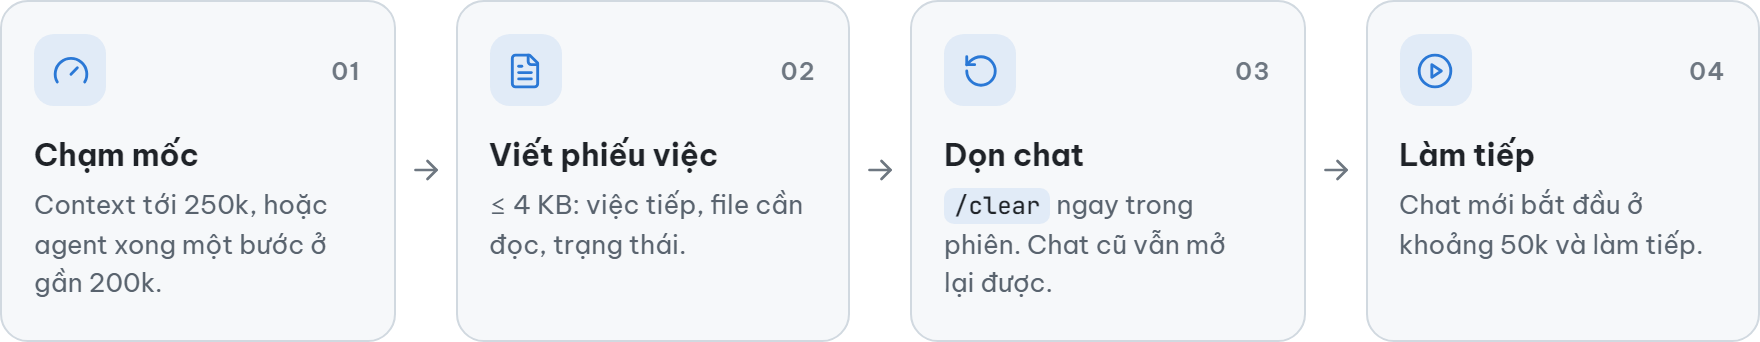 01
Chạm mốc
Context tới 250k, hoặc
agent xong một bước ở
gần 200k.
02
Viết phiếu việc
≤ 4 KB: việc tiếp, file cần
đọc, trạng thái.
03
Dọn chat
/clear ngay trong
phiên. Chat cũ vẫn mở
lại được.
04
Làm tiếp
Chat mới bắt đầu ở
khoảng 50k và làm tiếp.